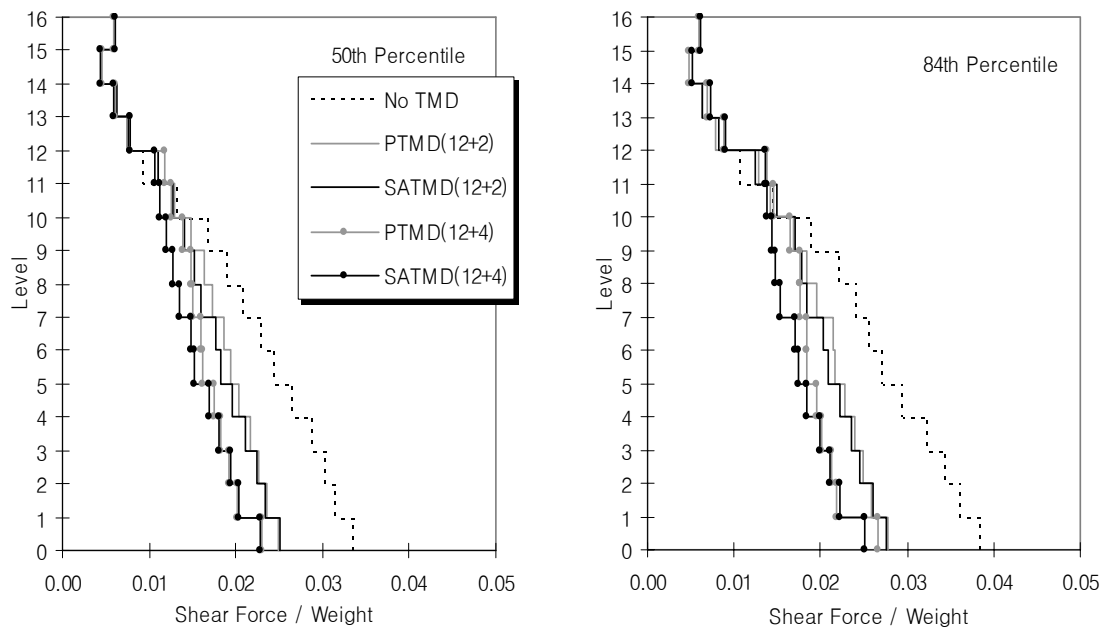 16
15
14
13
12
11
10
9
8
7
6
5
4
3
2
1
0
Level
50th Percentile
No TMD
PTMD(12+2)
SATMD(12+2)
PTMD(12+4)
SATMD(12+4)
0.00 0.01 0.02 0.03 0.04 0.05
Shear Force / Weight
16
15
14
13
12
11
10
9
8
7
6
5
4
3
2
1
0
Level
84th Percentile
0.00 0.01 0.02 0.03 0.04 0.05
Shear Force / Weight